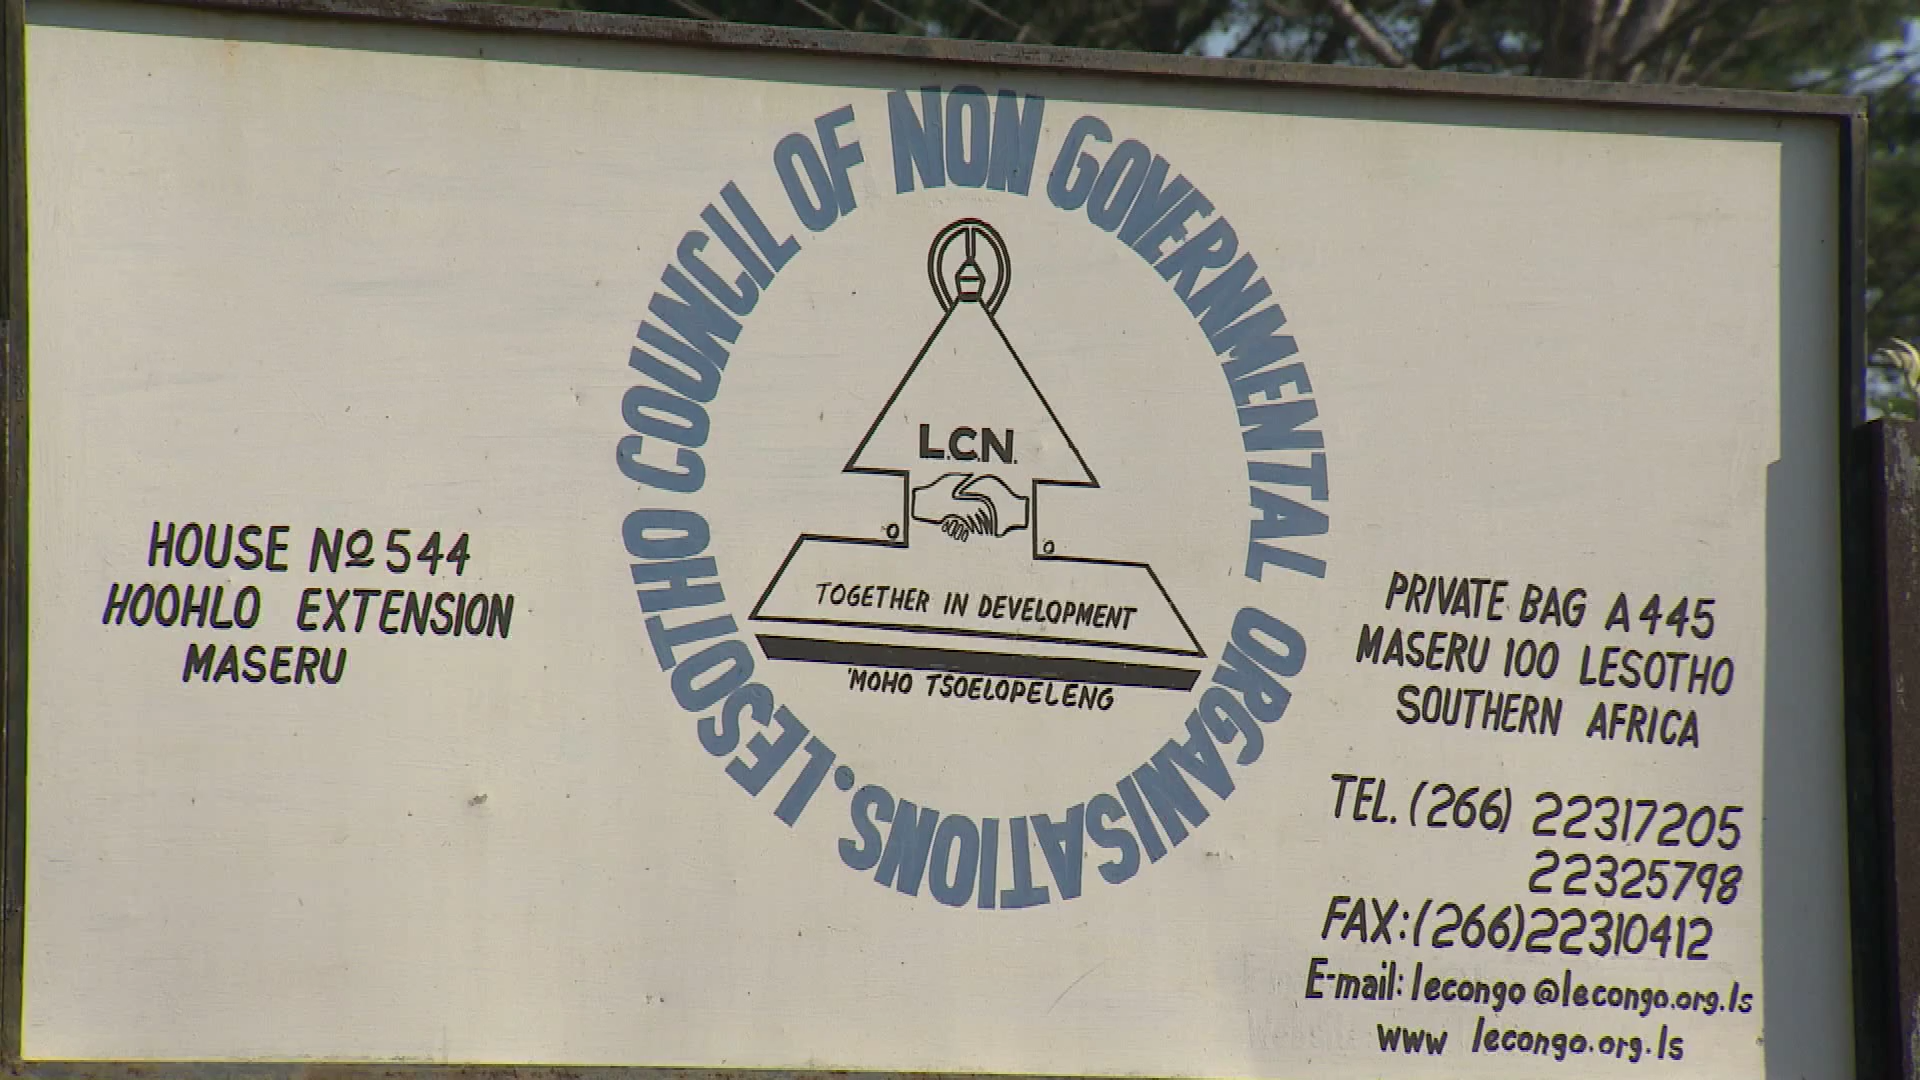 LESOTHO COUNCIL OF NON GOVERNMENTAL ORGANISATIONS.
L.C.N.
TOGETHER IN DEVELOPMENT
'MOHO TSOELOPELENG
HOUSE No 544
HOOHLO EXTENSION
MASERU
PRIVATE BAG A445
MASERU 100 LESOTHO
SOUTHERN AFRICA
TEL. (266) 22317205
22325798
FAX: (266) 22310412
E-mail: lecongo@lecongo.org.ls
www lecongo.org.ls